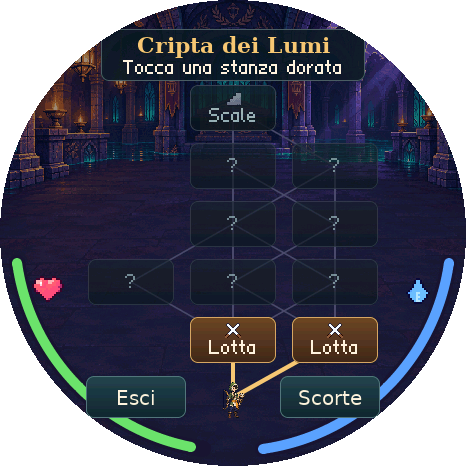 Cripta dei Lumi
Tocca una stanza dorata
Scale
? ?
? ?
? ? ?
E
Lotta Lotta
Esci Scorte